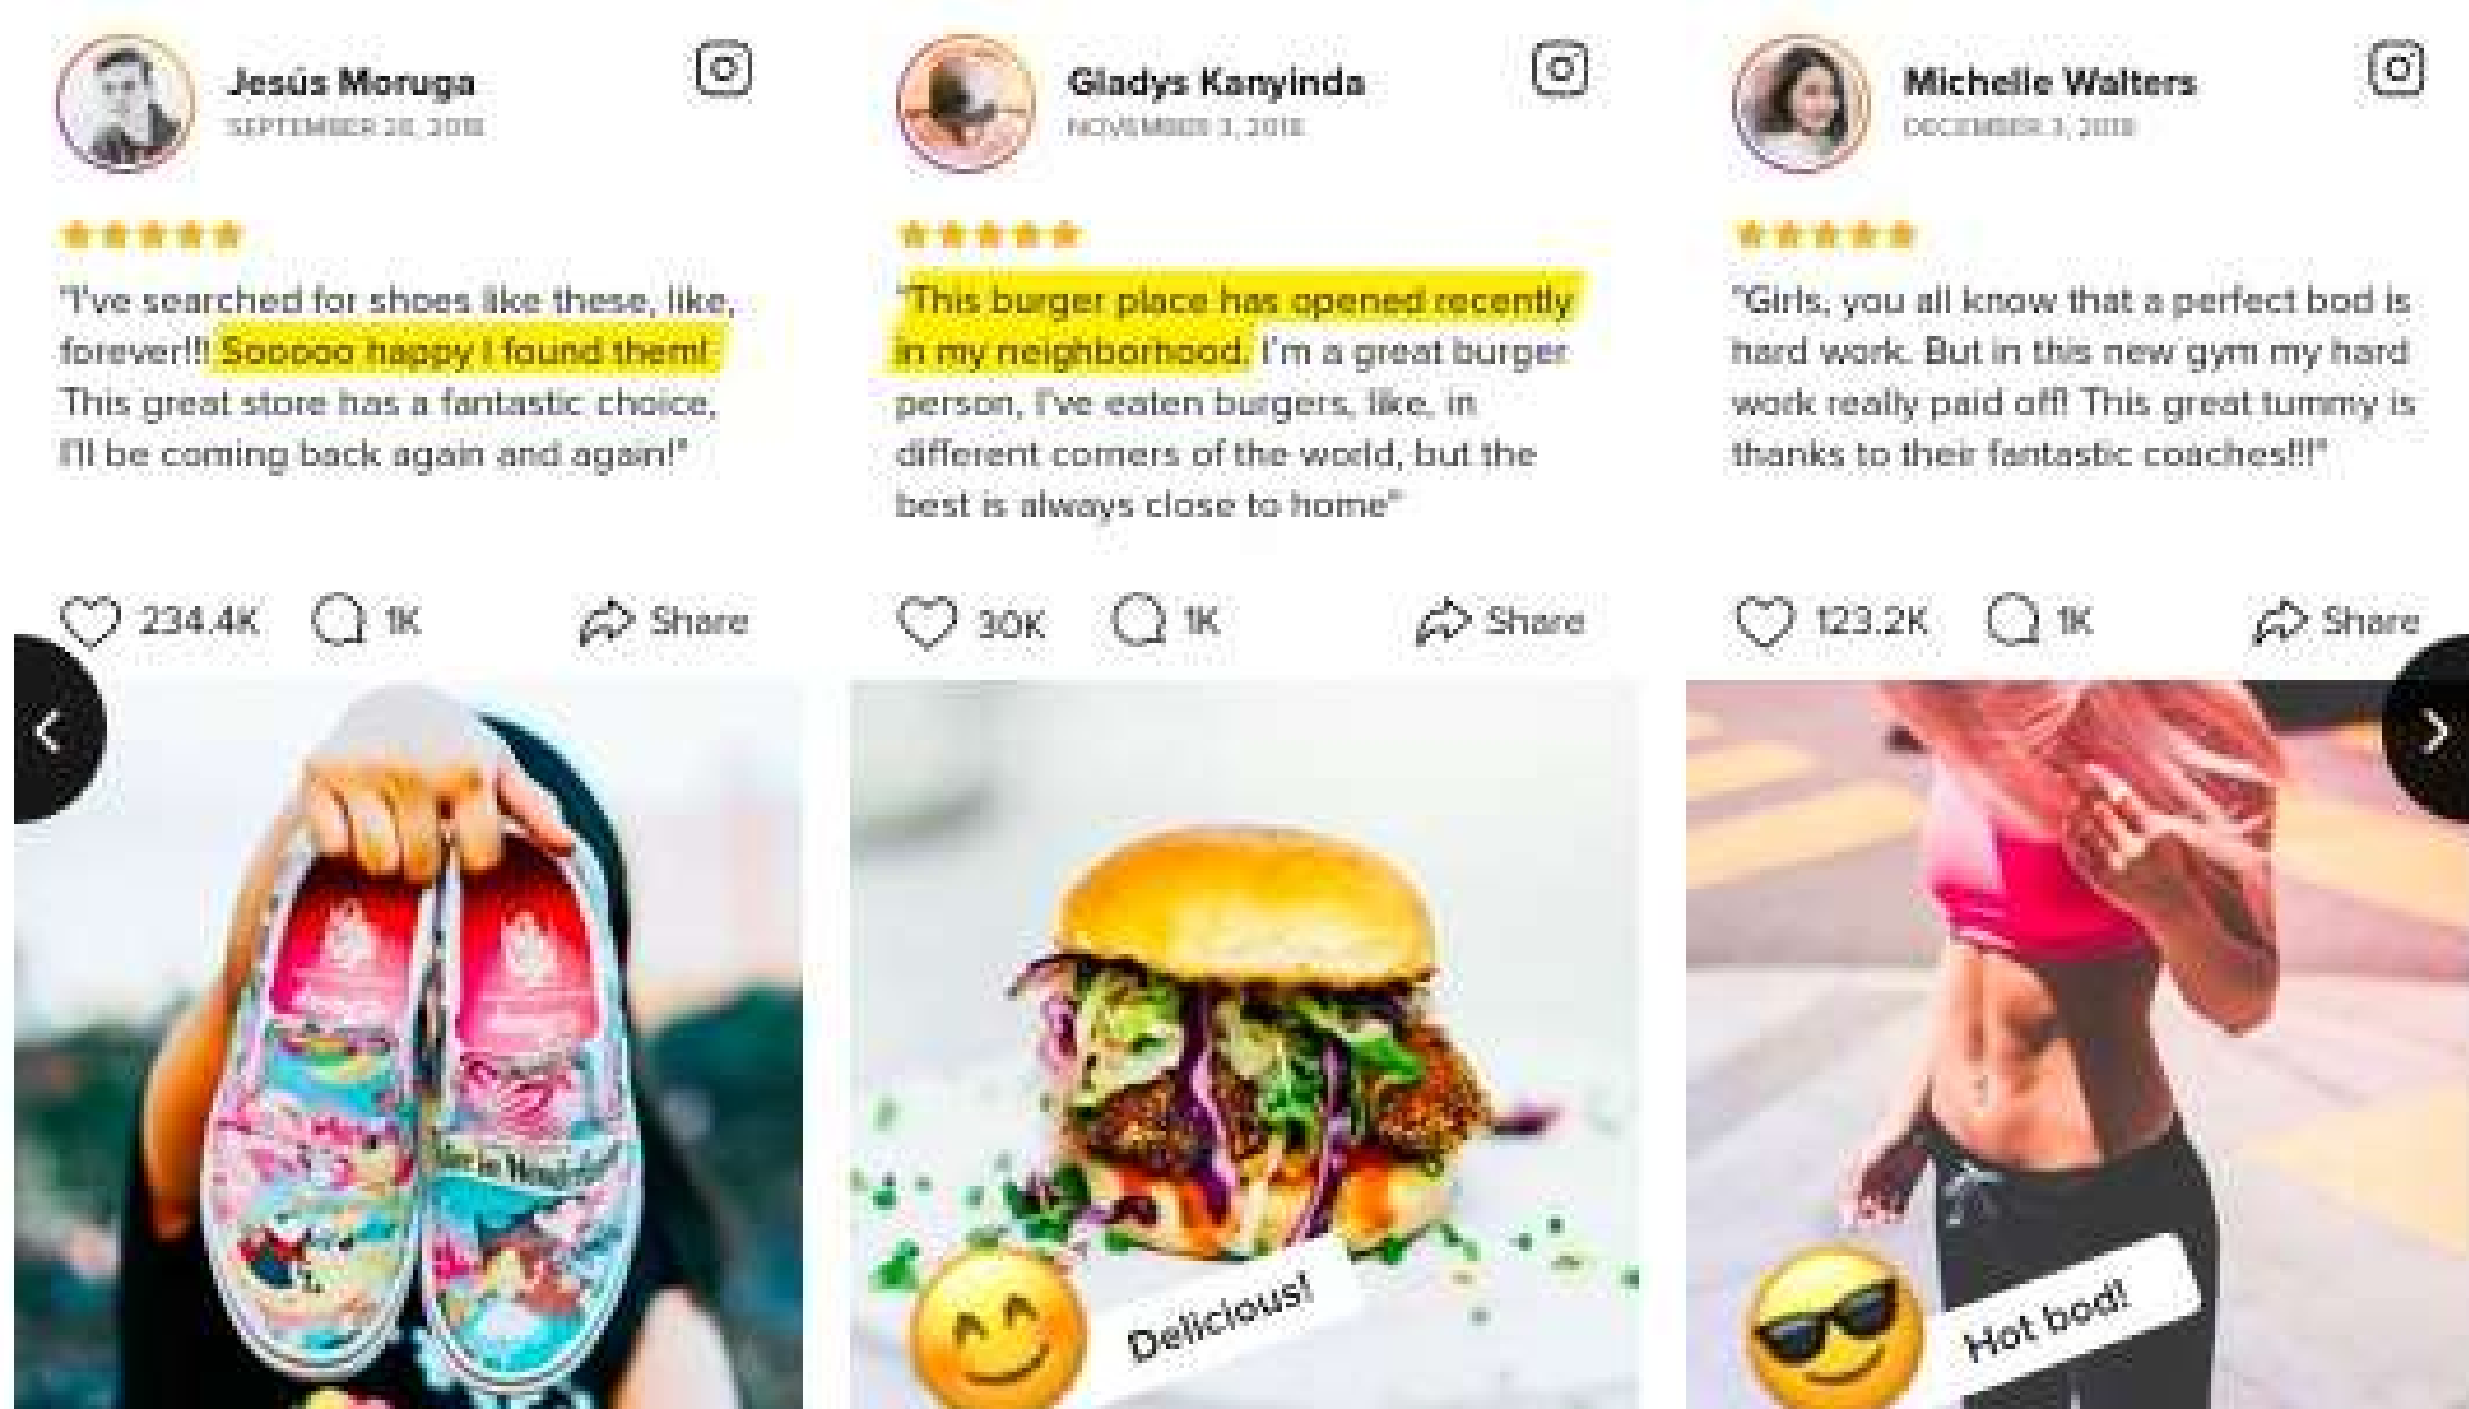 Jesús Moruga
SEPTEMBER 28, 2018
"I've searched for shoes like these, like,
forever!!! Sooooo happy I found them!
This great store has a fantastic choice,
I'll be coming back again and again!"
234.4K 1K Share
Gladys Kanyinda
NOVEMBER 3, 2018
"This burger place has opened recently
in my neighborhood. I'm a great burger
person, I've eaten burgers, like, in
different corners of the world, but the
best is always close to home"
30K 1K Share
Delicious!
Michelle Walters
DECEMBER 3, 2018
"Girls, you all know that a perfect bod is
hard work. But in this new gym my hard
work really paid off! This great tummy is
thanks to their fantastic coaches!!!"
123.2K 1K Share
Hot bod!